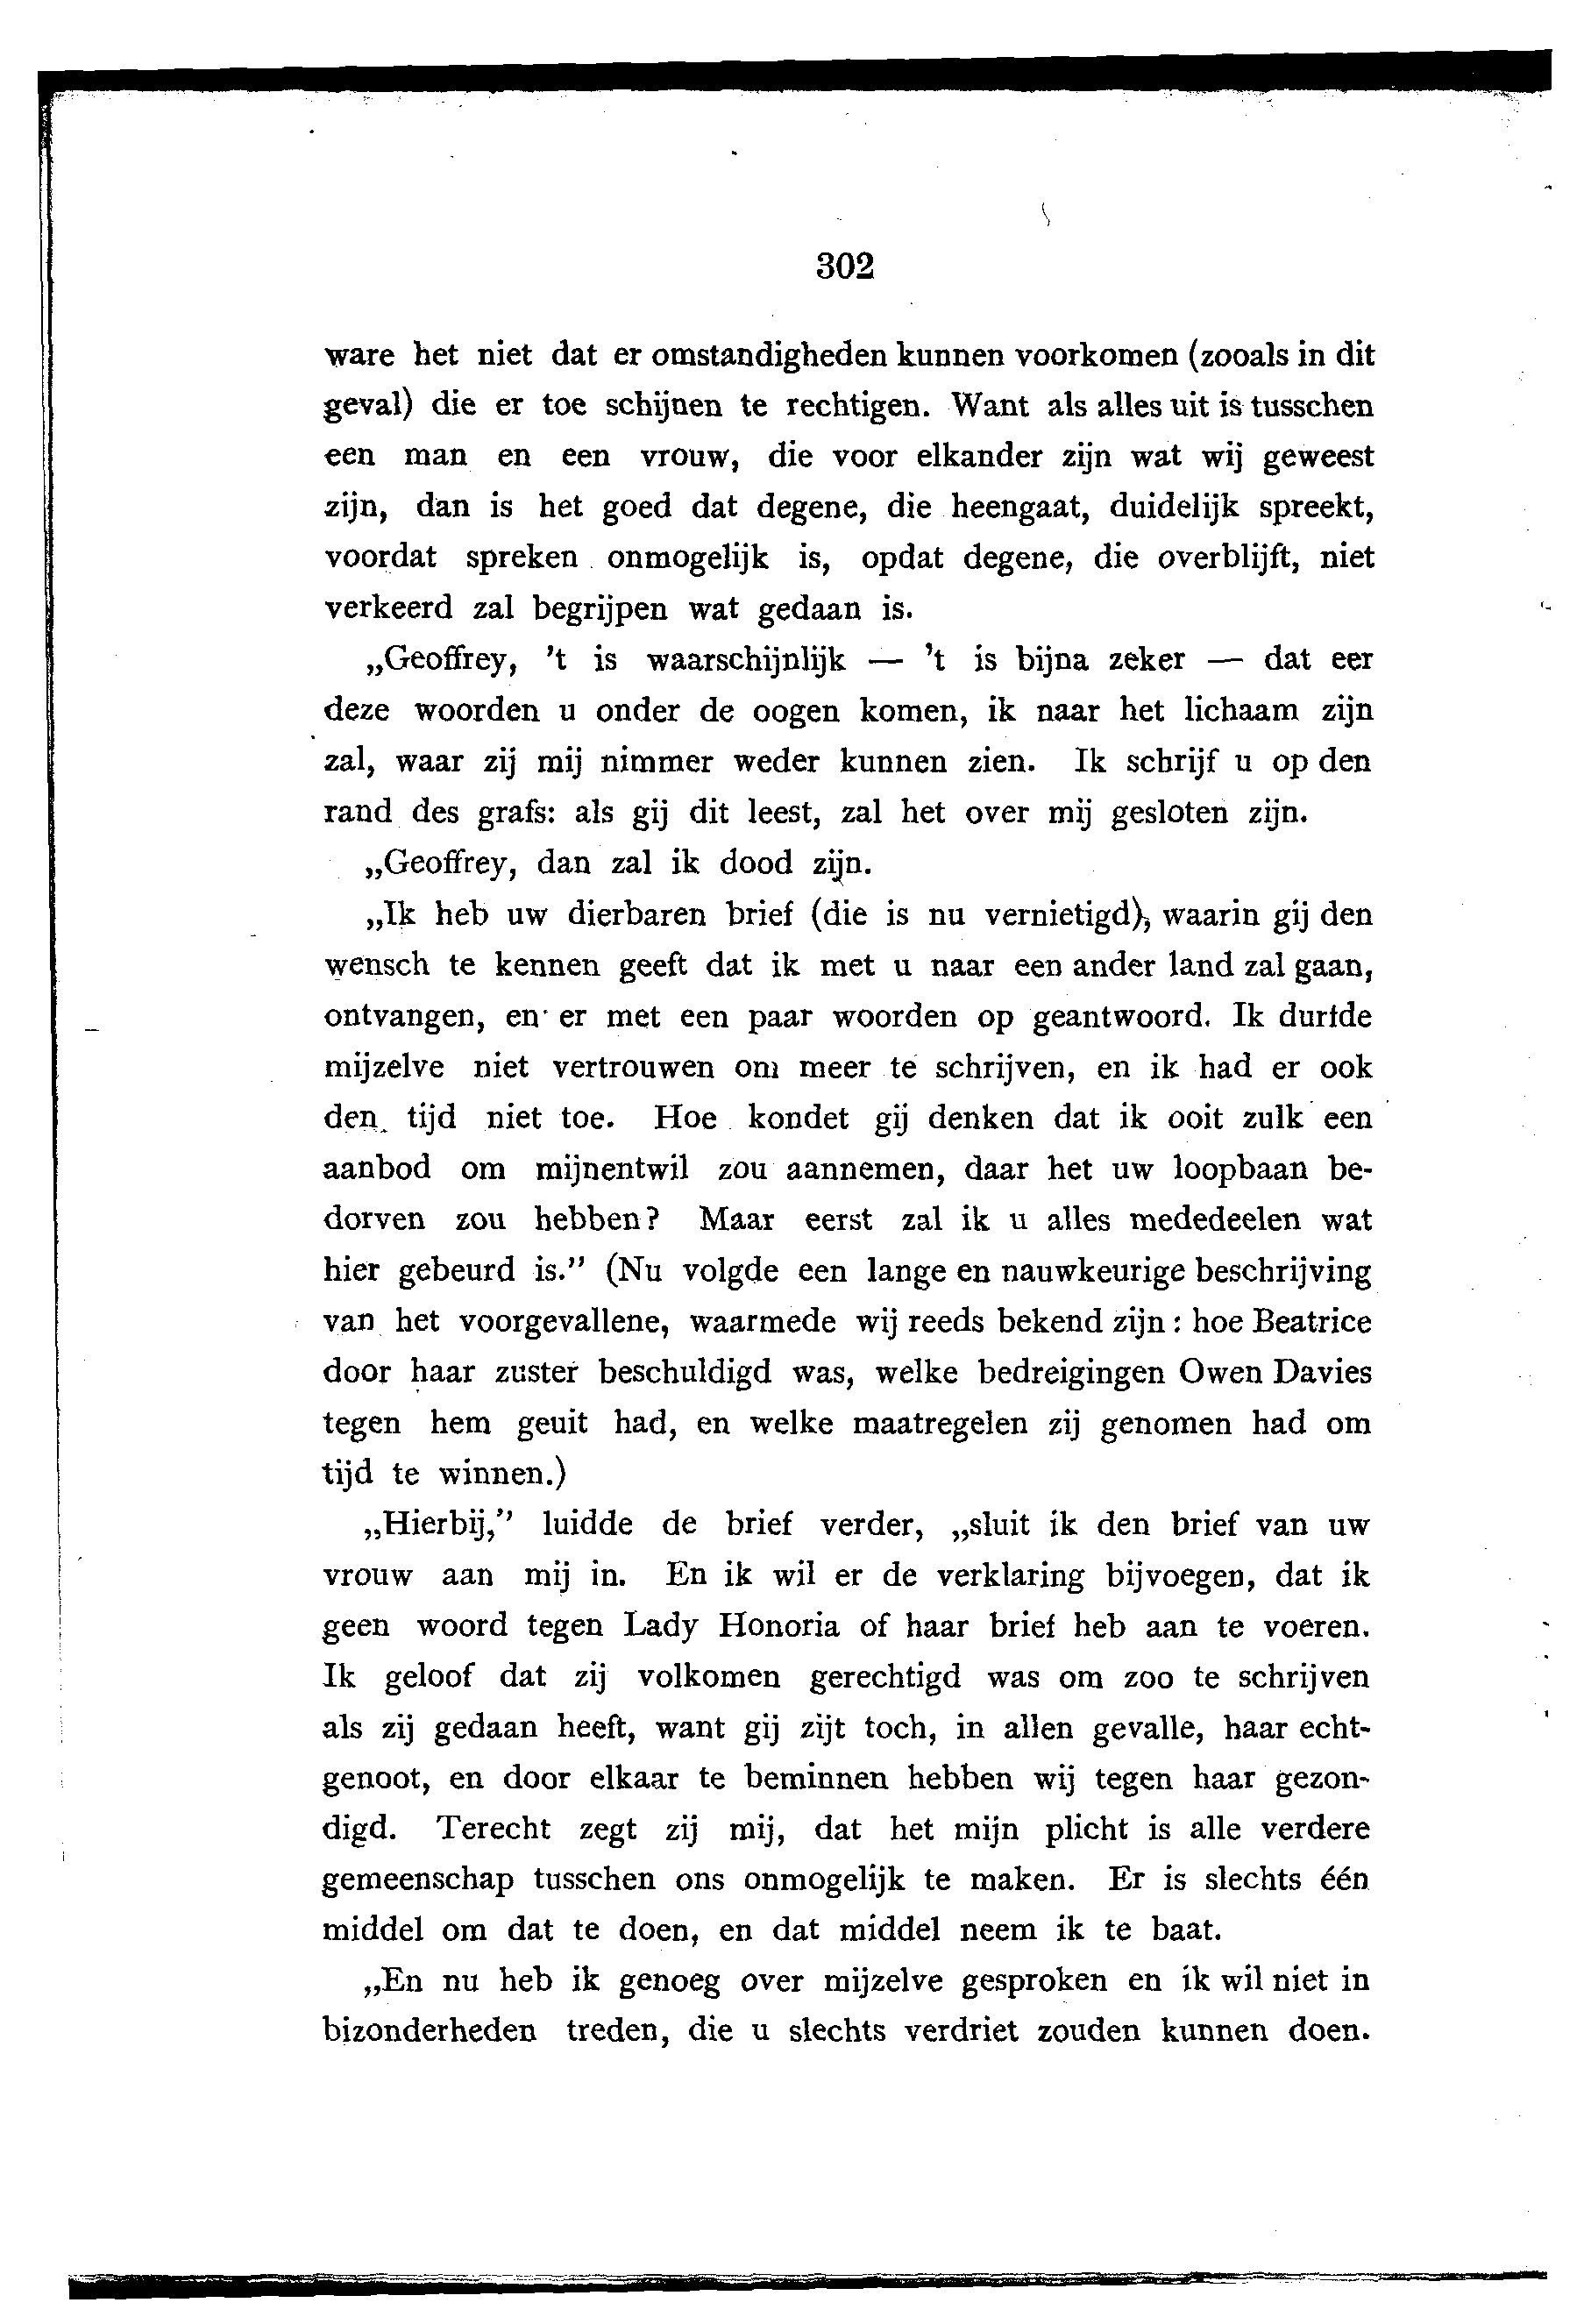 302
ware het niet dat er omstandigheden kunnen voorkomen (zooals in dit
geval) die er toe schijnen te rechtigen. Want als alles uit is tusschen
een man en een vrouw, die voor elkander zijn wat wij geweest
zijn, dan is het goed dat degene, die heengaat, duidelijk spreekt,
voordat spreken onmogelijk is, opdat degene, die overblijft, niet
verkeerd zal begrijpen wat gedaan is.
„Geoffrey, 't is waarschijnlijk — 't is bijna zeker — dat eer
deze woorden u onder de oogen komen, ik naar het lichaam zijn
zal, waar zij mij nimmer weder kunnen zien. Ik schrijf u op den
rand des grafs: als gij dit leest, zal het over mij gesloten zijn.
„Geoffrey, dan zal ik dood zijn.
„Ik heb uw dierbaren brief (die is nu vernietigd), waarin gij den
wensch te kennen geeft dat ik met u naar een ander land zal gaan,
ontvangen, en er met een paar woorden op geantwoord. Ik durfde
mijzelve niet vertrouwen om meer te schrijven, en ik had er ook
den tijd niet toe. Hoe kondet gij denken dat ik ooit zulk een
aanbod om mijnentwil zou aannemen, daar het uw loopbaan be-
dorven zou hebben? Maar eerst zal ik u alles mededeelen wat
hier gebeurd is.” (Nu volgde een lange en nauwkeurige beschrijving
van het voorgevallene, waarmede wij reeds bekend zijn: hoe Beatrice
door haar zuster beschuldigd was, welke bedreigingen Owen Davies
tegen hem geuit had, en welke maatregelen zij genomen had om
tijd te winnen.)
„Hierbij,” luidde de brief verder, „sluit ik den brief van uw
vrouw aan mij in. En ik wil er de verklaring bijvoegen, dat ik
geen woord tegen Lady Honoria of haar brief heb aan te voeren.
Ik geloof dat zij volkomen gerechtigd was om zoo te schrijven
als zij gedaan heeft, want gij zijt toch, in allen gevalle, haar echt-
genoot, en door elkaar te beminnen hebben wij tegen haar gezon-
digd. Terecht zegt zij mij, dat het mijn plicht is alle verdere
gemeenschap tusschen ons onmogelijk te maken. Er is slechts één
middel om dat te doen, en dat middel neem ik te baat.
„En nu heb ik genoeg over mijzelve gesproken en ik wil niet in
bizonderheden treden, die u slechts verdriet zouden kunnen doen.